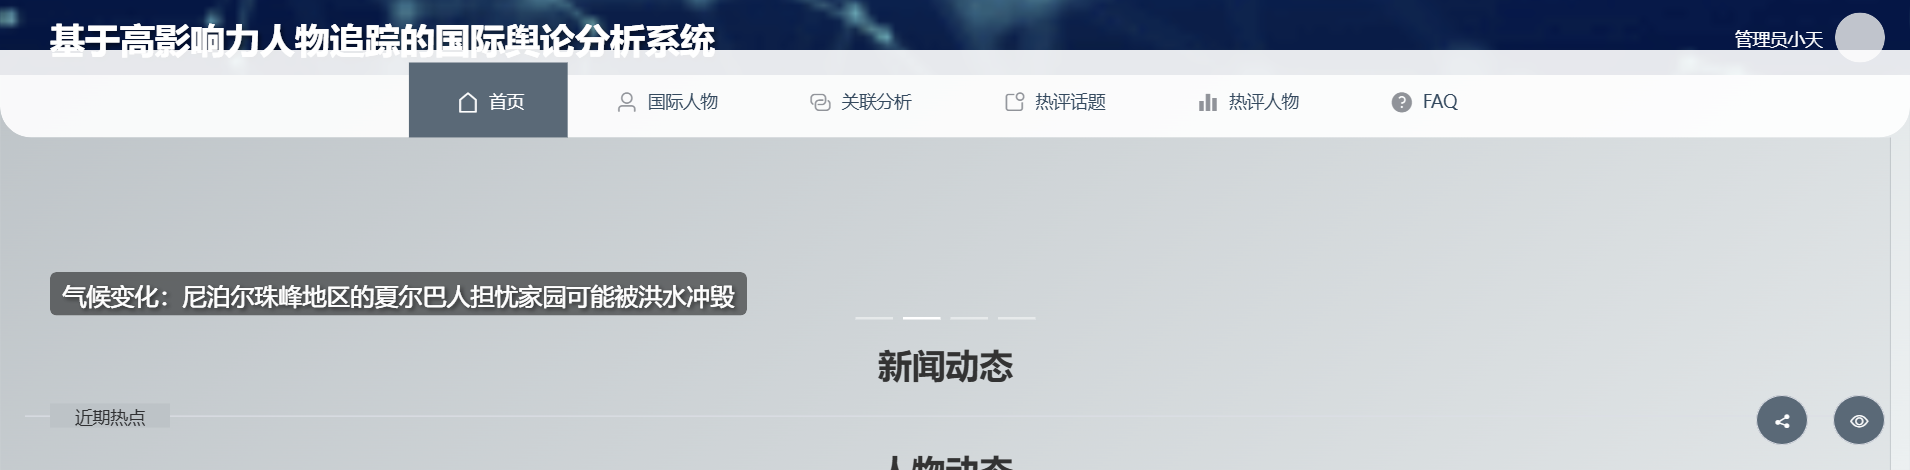 基于高影响力人物追踪的国际舆论分析系统
管理员小天
首页 国际人物 关联分析 热评话题 热评人物 FAQ
气候变化：尼泊尔珠峰地区的夏尔巴人担忧家园可能被洪水冲毁
新闻动态
近期热点
人物动态